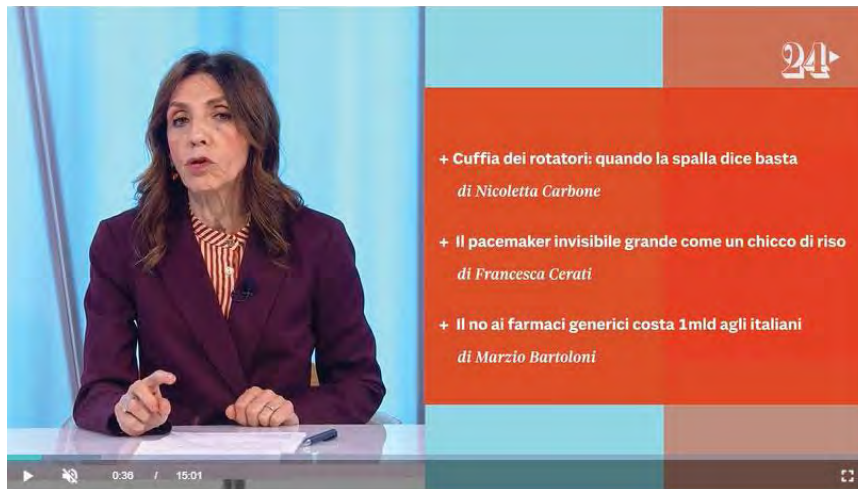 24
+ Cuffia dei rotatori: quando la spalla dice basta
di Nicoletta Carbone
+ Il pacemaker invisibile grande come un chicco di riso
di Francesca Cerati
+ Il no ai farmaci generici costa 1mld agli italiani
di Marzio Bartoloni
0:36 / 15:01